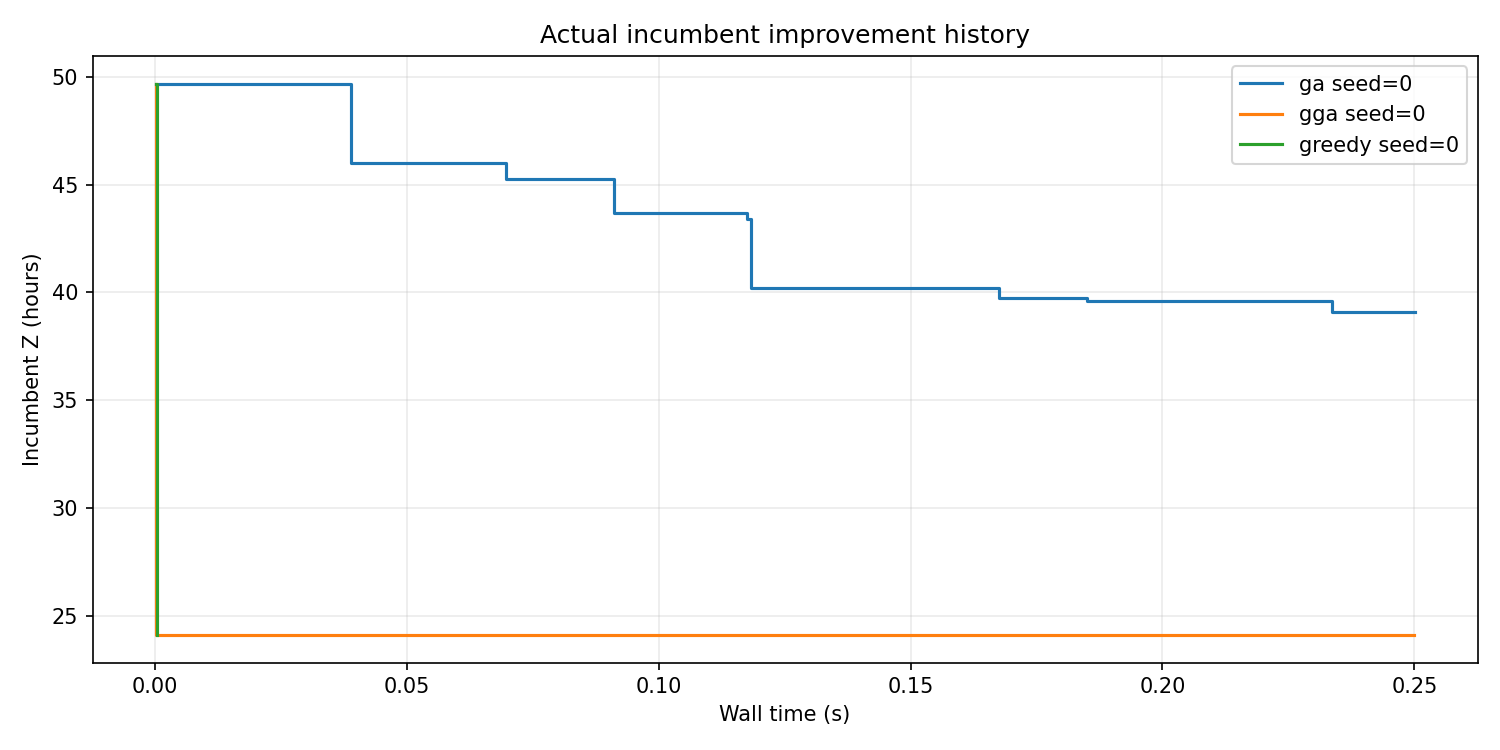 Actual incumbent improvement history
ga seed=0
gga seed=0
greedy seed=0
Incumbent Z (hours)
50
45
40
35
30
25
0.00 0.05 0.10 0.15 0.20 0.25
Wall time (s)